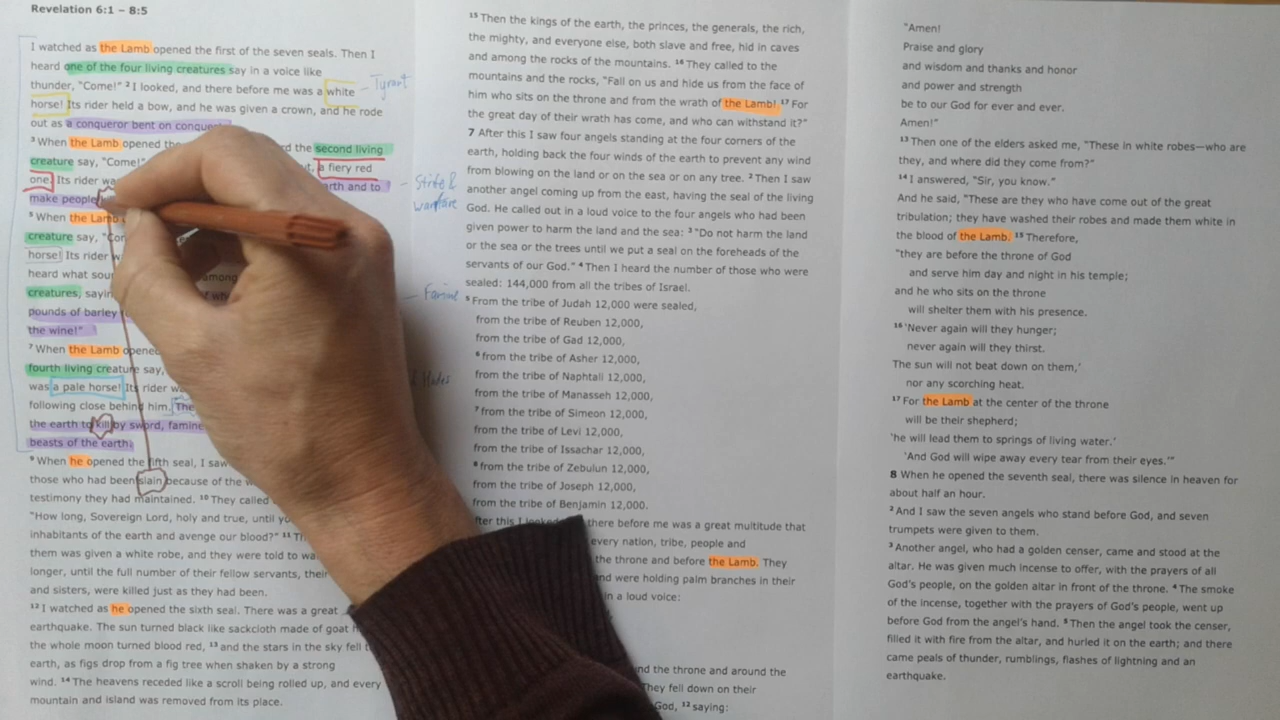 Revelation 6:1 – 8:5
I watched as the Lamb opened the first of the seven seals. Then I
heard one of the four living creatures say in a voice like
thunder, "Come!" ² I looked, and there before me was a white
Tyrant
horse! Its rider held a bow, and he was given a crown, and he rode
out as a conqueror bent on conquest
³ When the Lamb opened the rd the second living
creature say, "Come!" t, a fiery red
one. Its rider wa arth and to
Strife &
warfare
make people
⁵ When the Lamb
creature say, "Com
horse! Its rider w
heard what soun among
creatures, sayin f wh
Famine
pounds of barley
the wine!"
⁷ When the Lamb opened
fourth living creature say,
was a pale horse! Its rider wa
& Hades
following close behind him. The
the earth to kill by sword, famine
beasts of the earth.
⁹ When he opened the fifth seal, I saw
those who had been slain because of the w
testimony they had maintained. ¹⁰ They called
"How long, Sovereign Lord, holy and true, until yo
inhabitants of the earth and avenge our blood?" ¹¹ Th
them was given a white robe, and they were told to wa
longer, until the full number of their fellow servants, their
and sisters, were killed just as they had been.
¹² I watched as he opened the sixth seal. There was a great
earthquake. The sun turned black like sackcloth made of goat h
the whole moon turned blood red, ¹³ and the stars in the sky fell t
earth, as figs drop from a fig tree when shaken by a strong
wind. ¹⁴ The heavens receded like a scroll being rolled up, and every
mountain and island was removed from its place.
¹⁵ Then the kings of the earth, the princes, the generals, the rich,
the mighty, and everyone else, both slave and free, hid in caves
and among the rocks of the mountains. ¹⁶ They called to the
mountains and the rocks, "Fall on us and hide us from the face of
him who sits on the throne and from the wrath of the Lamb! ¹⁷ For
the great day of their wrath has come, and who can withstand it?"
7 After this I saw four angels standing at the four corners of the
earth, holding back the four winds of the earth to prevent any wind
from blowing on the land or on the sea or on any tree. ² Then I saw
another angel coming up from the east, having the seal of the living
God. He called out in a loud voice to the four angels who had been
given power to harm the land and the sea: ³ "Do not harm the land
or the sea or the trees until we put a seal on the foreheads of the
servants of our God." ⁴ Then I heard the number of those who were
sealed: 144,000 from all the tribes of Israel.
⁵ From the tribe of Judah 12,000 were sealed,
from the tribe of Reuben 12,000,
from the tribe of Gad 12,000,
⁶ from the tribe of Asher 12,000,
from the tribe of Naphtali 12,000,
from the tribe of Manasseh 12,000,
⁷ from the tribe of Simeon 12,000,
from the tribe of Levi 12,000,
from the tribe of Issachar 12,000,
⁸ from the tribe of Zebulun 12,000,
from the tribe of Joseph 12,000,
from the tribe of Benjamin 12,000.
fter this I looked there before me was a great multitude that
every nation, tribe, people and
the throne and before the Lamb. They
nd were holding palm branches in their
in a loud voice:
nd the throne and around the
They fell down on their
God, ¹² saying:
"Amen!
Praise and glory
and wisdom and thanks and honor
and power and strength
be to our God for ever and ever.
Amen!"
¹³ Then one of the elders asked me, "These in white robes—who are
they, and where did they come from?"
¹⁴ I answered, "Sir, you know."
And he said, "These are they who have come out of the great
tribulation; they have washed their robes and made them white in
the blood of the Lamb. ¹⁵ Therefore,
"they are before the throne of God
and serve him day and night in his temple;
and he who sits on the throne
will shelter them with his presence.
¹⁶ 'Never again will they hunger;
never again will they thirst.
The sun will not beat down on them,'
nor any scorching heat.
¹⁷ For the Lamb at the center of the throne
will be their shepherd;
'he will lead them to springs of living water.'
'And God will wipe away every tear from their eyes.'"
8 When he opened the seventh seal, there was silence in heaven for
about half an hour.
² And I saw the seven angels who stand before God, and seven
trumpets were given to them.
³ Another angel, who had a golden censer, came and stood at the
altar. He was given much incense to offer, with the prayers of all
God's people, on the golden altar in front of the throne. ⁴ The smoke
of the incense, together with the prayers of God's people, went up
before God from the angel's hand. ⁵ Then the angel took the censer,
filled it with fire from the altar, and hurled it on the earth; and there
came peals of thunder, rumblings, flashes of lightning and an
earthquake.